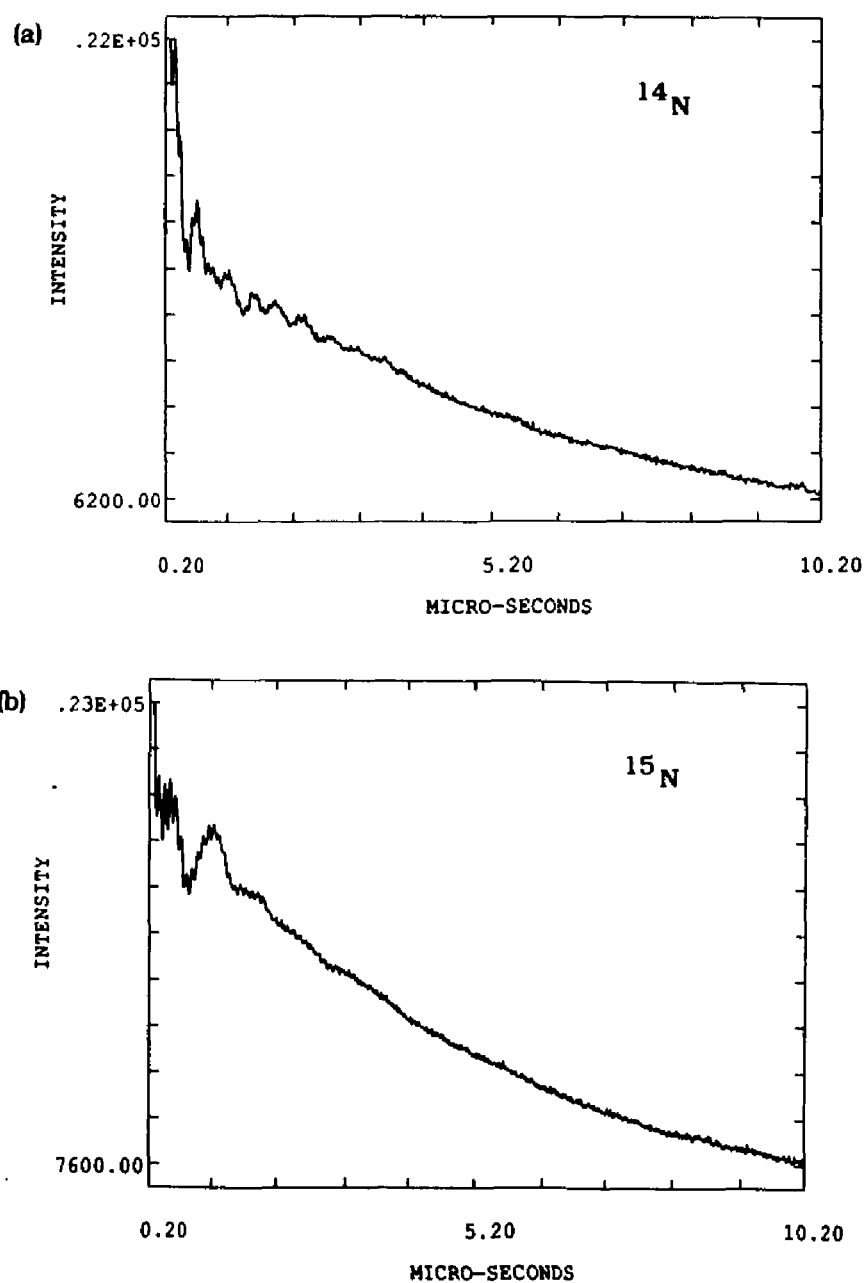 (a)
.22E+05
14N
INTENSITY
6200.00
0.20 5.20 10.20
MICRO-SECONDS
(b)
.23E+05
15N
INTENSITY
7600.00
0.20 5.20 10.20
MICRO-SECONDS